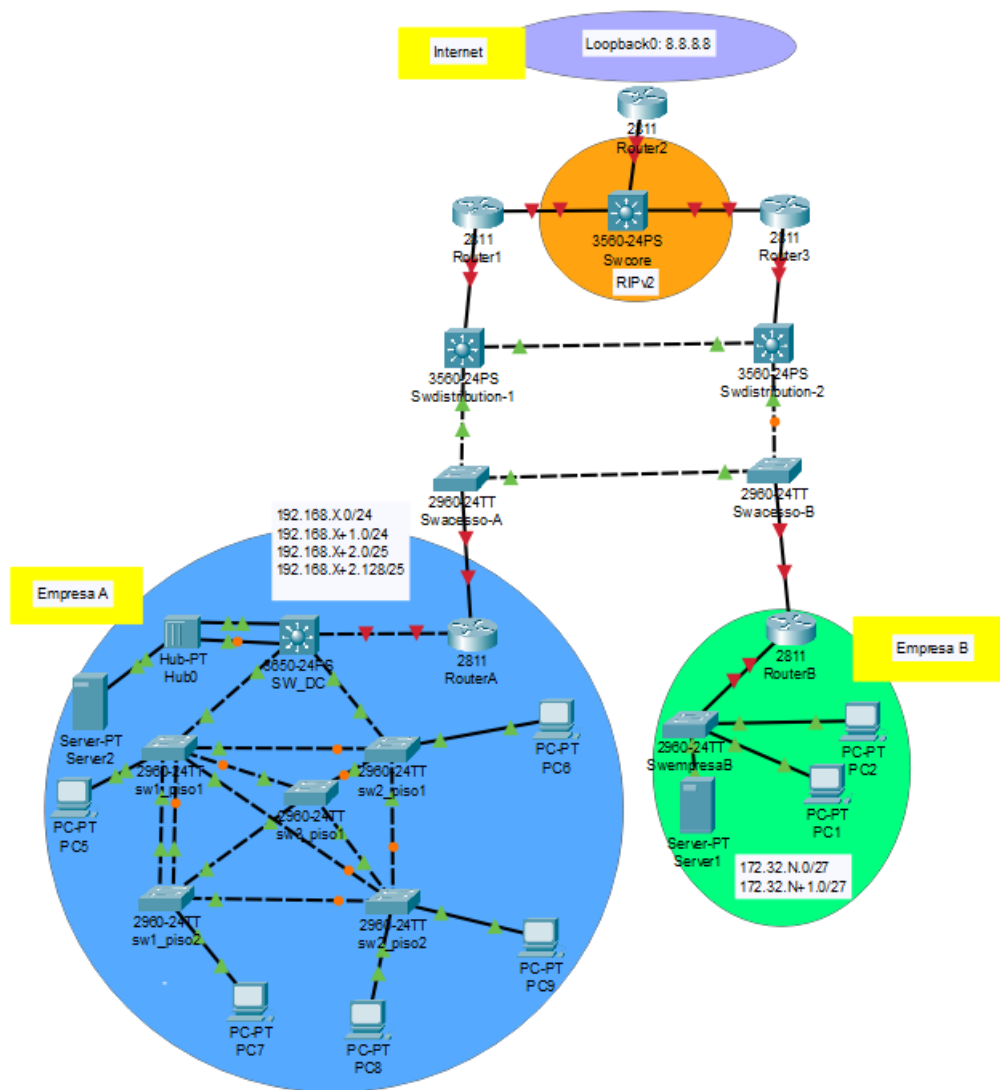 Loopback0: 8.8.8.8
Internet
2811
Router2
2811
Router1
3560-24PS
Swcore
2811
Router3
RIPv2
3560-24PS
Swdistribution-1
3560-24PS
Swdistribution-2
2960-24TT
Swacesso-A
2960-24TT
Swacesso-B
192.168.X.0/24
192.168.X+1.0/24
192.168.X+2.0/25
192.168.X+2.128/25
Empresa A
Hub-PT
Hub0
3650-24PS
SW_DC
2811
RouterA
2811
RouterB
Empresa B
Server-PT
Server2
2960-24TT
sw1_piso1
2960-24TT
sw2_piso1
PC-PT
PC6
2960-24TT
SwempresaB
PC-PT
PC2
PC-PT
PC5
2960-24TT
sw3_piso1
PC-PT
PC1
Server-PT
Server1
172.32.N.0/27
172.32.N+1.0/27
2960-24TT
sw1_piso2
2960-24TT
sw2_piso2
PC-PT
PC9
PC-PT
PC7
PC-PT
PC8